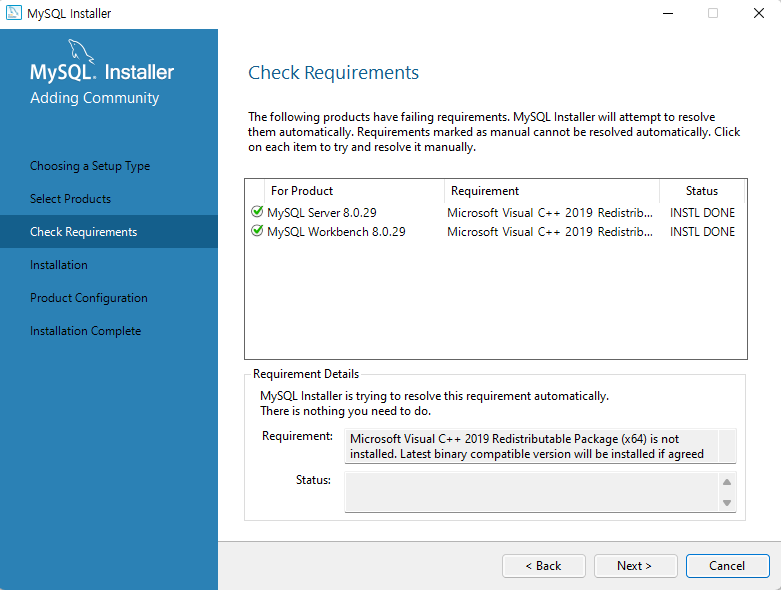 MySQL Installer
MySQL. Installer
Adding Community
Choosing a Setup Type
Select Products
Check Requirements
Installation
Product Configuration
Installation Complete
Check Requirements
The following products have failing requirements. MySQL Installer will attempt to resolve
them automatically. Requirements marked as manual cannot be resolved automatically. Click
on each item to try and resolve it manually.
For Product Requirement Status
MySQL Server 8.0.29 Microsoft Visual C++ 2019 Redistrib... INSTL DONE
MySQL Workbench 8.0.29 Microsoft Visual C++ 2019 Redistrib... INSTL DONE
Requirement Details
MySQL Installer is trying to resolve this requirement automatically.
There is nothing you need to do.
Requirement: Microsoft Visual C++ 2019 Redistributable Package (x64) is not
installed. Latest binary compatible version will be installed if agreed
Status:
< Back Next > Cancel